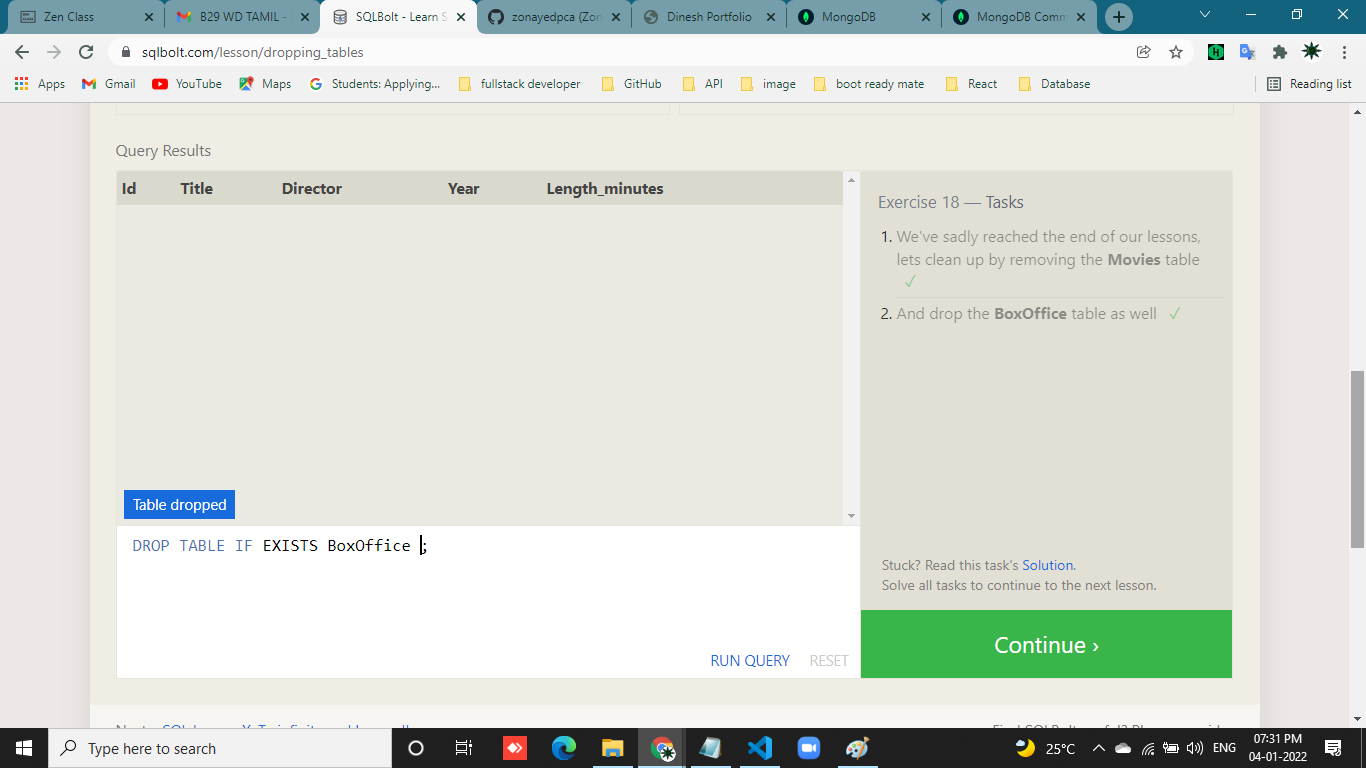 Zen Class
B29 WD TAMIL -
SQLBolt - Learn S
zonayedpca (Zon
Dinesh Portfolio
MongoDB
MongoDB Comm
sqlbolt.com/lesson/dropping_tables
Apps
Gmail
YouTube
Maps
Students: Applying...
fullstack developer
GitHub
API
image
boot ready mate
React
Database
Reading list
Query Results
Id Title Director Year Length_minutes
Table dropped
DROP TABLE IF EXISTS BoxOffice ;
RUN QUERY RESET
Exercise 18 — Tasks
1. We've sadly reached the end of our lessons,
lets clean up by removing the Movies table
✓
2. And drop the BoxOffice table as well ✓
Stuck? Read this task's Solution.
Solve all tasks to continue to the next lesson.
Continue ›
Type here to search
25°C
ENG
07:31 PM
04-01-2022